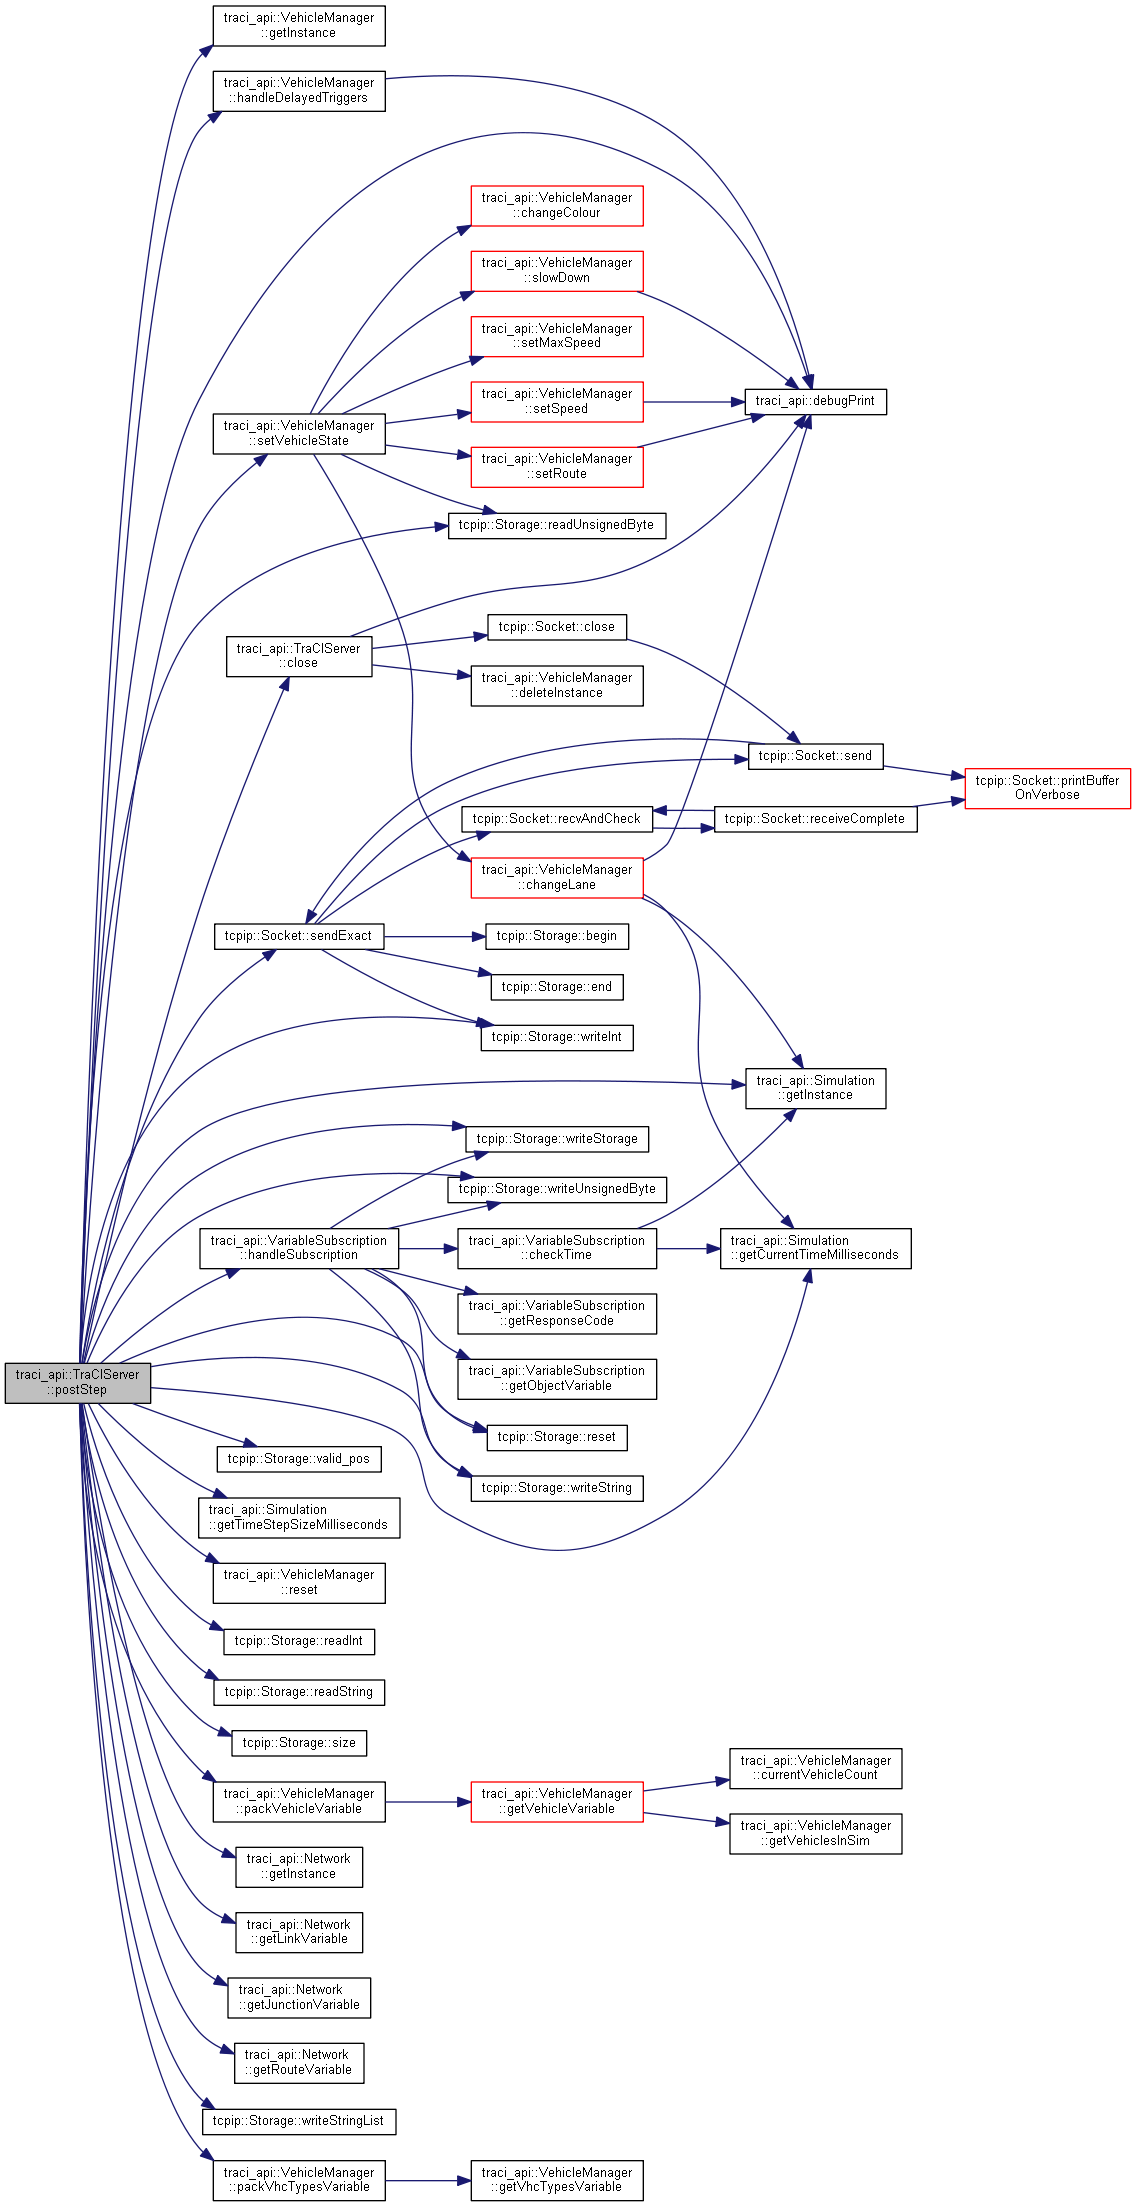 traci_api::VehicleManager
::getInstance
traci_api::VehicleManager
::handleDelayedTriggers
traci_api::VehicleManager
::changeColour
traci_api::VehicleManager
::slowDown
traci_api::VehicleManager
::setMaxSpeed
traci_api::VehicleManager
::setSpeed
traci_api::debugPrint
traci_api::VehicleManager
::setVehicleState
traci_api::VehicleManager
::setRoute
tcpip::Storage::readUnsignedByte
tcpip::Socket::close
traci_api::TraCIServer
::close
traci_api::VehicleManager
::deleteInstance
tcpip::Socket::send
tcpip::Socket::printBuffer
OnVerbose
tcpip::Socket::recvAndCheck
tcpip::Socket::receiveComplete
traci_api::VehicleManager
::changeLane
tcpip::Socket::sendExact
tcpip::Storage::begin
tcpip::Storage::end
tcpip::Storage::writeInt
traci_api::Simulation
::getInstance
tcpip::Storage::writeStorage
tcpip::Storage::writeUnsignedByte
traci_api::VariableSubscription
::handleSubscription
traci_api::VariableSubscription
::checkTime
traci_api::Simulation
::getCurrentTimeMilliseconds
traci_api::VariableSubscription
::getResponseCode
traci_api::VariableSubscription
::getObjectVariable
traci_api::TraCIServer
::postStep
tcpip::Storage::reset
tcpip::Storage::valid_pos
tcpip::Storage::writeString
traci_api::Simulation
::getTimeStepSizeMilliseconds
traci_api::VehicleManager
::reset
tcpip::Storage::readInt
tcpip::Storage::readString
tcpip::Storage::size
traci_api::VehicleManager
::packVehicleVariable
traci_api::VehicleManager
::getVehicleVariable
traci_api::VehicleManager
::currentVehicleCount
traci_api::VehicleManager
::getVehiclesInSim
traci_api::Network
::getInstance
traci_api::Network
::getLinkVariable
traci_api::Network
::getJunctionVariable
traci_api::Network
::getRouteVariable
tcpip::Storage::writeStringList
traci_api::VehicleManager
::packVhcTypesVariable
traci_api::VehicleManager
::getVhcTypesVariable